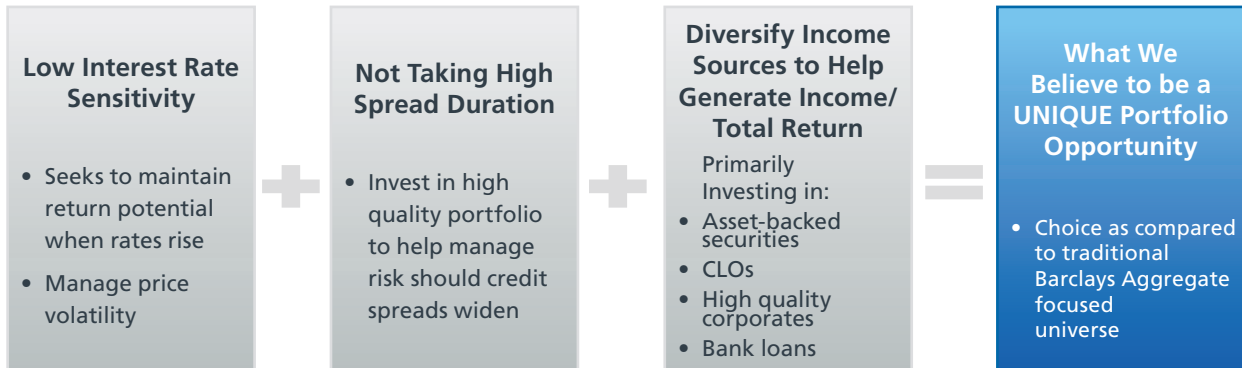 Low Interest Rate
Sensitivity
• Seeks to maintain
return potential
when rates rise
• Manage price
volatility
Not Taking High
Spread Duration
• Invest in high
quality portfolio
to help manage
risk should credit
spreads widen
Diversify Income
Sources to Help
Generate Income/
Total Return
Primarily
Investing in:
• Asset-backed
securities
• CLOs
• High quality
corporates
• Bank loans
What We
Believe to be a
UNIQUE Portfolio
Opportunity
• Choice as compared
to traditional
Barclays Aggregate
focused
universe